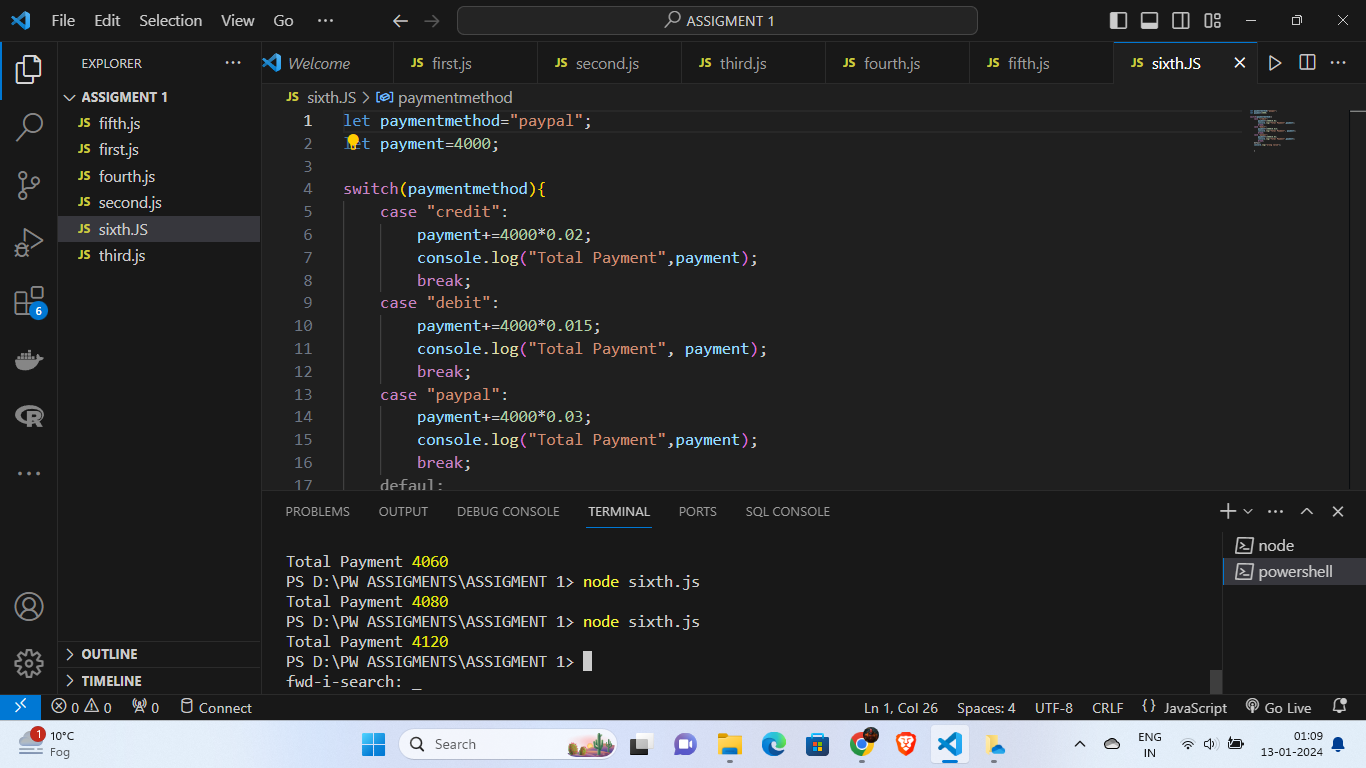 File Edit Selection View Go ··· ASSIGMENT 1
EXPLORER ···
Welcome
JS first.js
JS second.js
JS third.js
JS fourth.js
JS fifth.js
JS sixth.JS
ASSIGMENT 1
JS fifth.js
JS first.js
JS fourth.js
JS second.js
JS sixth.JS
JS third.js
6
OUTLINE
TIMELINE
JS sixth.JS > paymentmethod
1 let paymentmethod="paypal";
2 let payment=4000;
3
4 switch(paymentmethod){
5 case "credit":
6 payment+=4000*0.02;
7 console.log("Total Payment",payment);
8 break;
9 case "debit":
10 payment+=4000*0.015;
11 console.log("Total Payment", payment);
12 break;
13 case "paypal":
14 payment+=4000*0.03;
15 console.log("Total Payment",payment);
16 break;
17 defaul:
PROBLEMS OUTPUT DEBUG CONSOLE TERMINAL PORTS SQL CONSOLE
Total Payment 4060
PS D:\PW ASSIGMENTS\ASSIGMENT 1> node sixth.js
Total Payment 4080
PS D:\PW ASSIGMENTS\ASSIGMENT 1> node sixth.js
Total Payment 4120
PS D:\PW ASSIGMENTS\ASSIGMENT 1>
fwd-i-search: _
node
powershell
0 0 0 Connect Ln 1, Col 26 Spaces: 4 UTF-8 CRLF {} JavaScript Go Live
1
10°C
Fog
Search
ENG
IN
01:09
13-01-2024